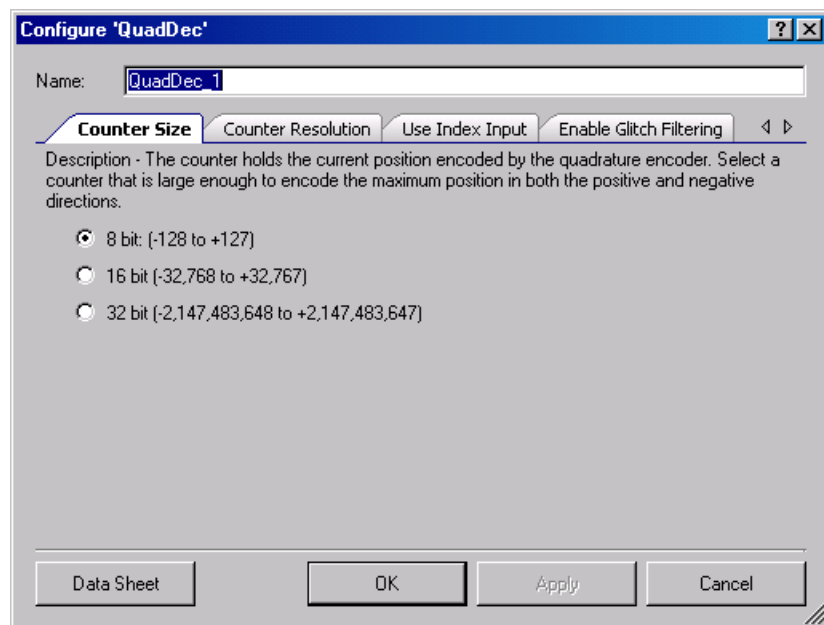 Configure 'QuadDec'
Name: QuadDec_1
Counter Size Counter Resolution Use Index Input Enable Glitch Filtering
Description - The counter holds the current position encoded by the quadrature encoder. Select a
counter that is large enough to encode the maximum position in both the positive and negative
directions.
8 bit: (-128 to +127)
16 bit (-32,768 to +32,767)
32 bit (-2,147,483,648 to +2,147,483,647)
Data Sheet OK Apply Cancel